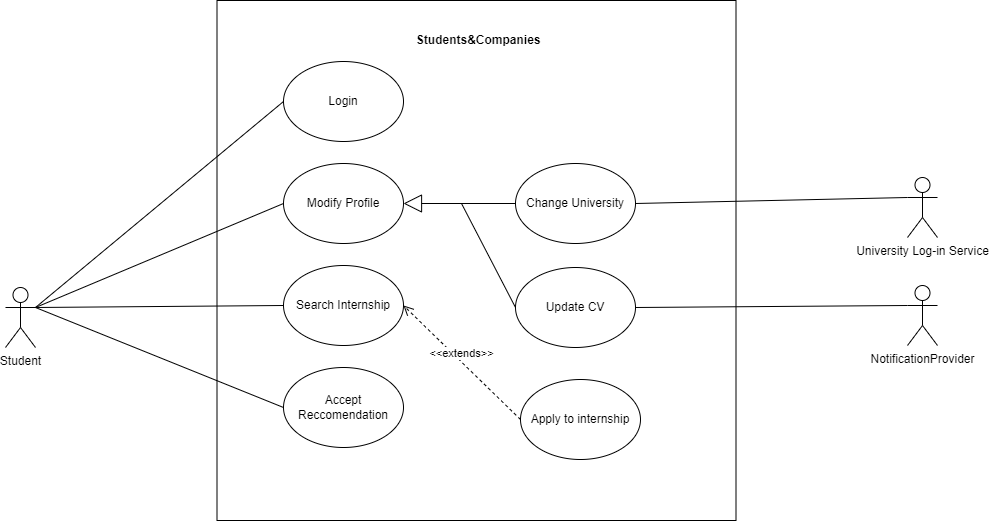 Students&Companies
Login
Modify Profile
Change University
University Log-in Service
Search Internship
Update CV
<<extends>>
Student
NotificationProvider
Accept
Reccomendation
Apply to internship